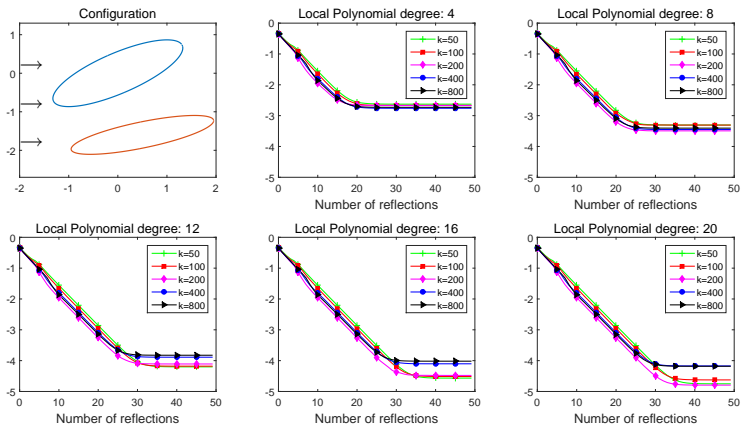 Configuration
1
0
-1
-2
-2 -1 0 1 2
Local Polynomial degree: 4
0
-1
-2
-3
-4
-5
0 10 20 30 40 50
Number of reflections
k=50
k=100
k=200
k=400
k=800
Local Polynomial degree: 8
0
-1
-2
-3
-4
-5
0 10 20 30 40 50
Number of reflections
k=50
k=100
k=200
k=400
k=800
Local Polynomial degree: 12
0
-1
-2
-3
-4
-5
0 10 20 30 40 50
Number of reflections
k=50
k=100
k=200
k=400
k=800
Local Polynomial degree: 16
0
-1
-2
-3
-4
-5
0 10 20 30 40 50
Number of reflections
k=50
k=100
k=200
k=400
k=800
Local Polynomial degree: 20
0
-1
-2
-3
-4
-5
0 10 20 30 40 50
Number of reflections
k=50
k=100
k=200
k=400
k=800